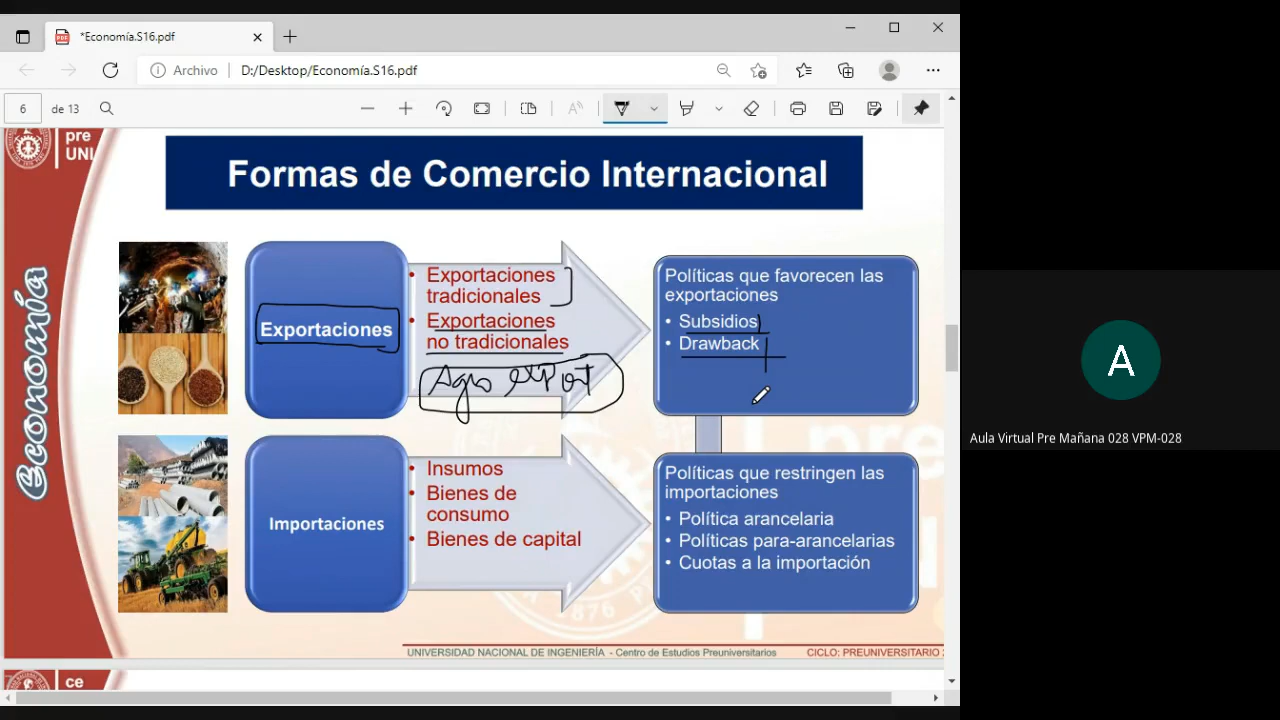 *Economía.S16.pdf
Archivo
D:/Desktop/Economía.S16.pdf
6
de 13
pre
UNI
Formas de Comercio Internacional
Economía
Exportaciones
• Exportaciones
tradicionales
• Exportaciones
no tradicionales
Agro export
Políticas que favorecen las
exportaciones
• Subsidios
• Drawback
Importaciones
• Insumos
• Bienes de
consumo
• Bienes de capital
Políticas que restringen las
importaciones
• Política arancelaria
• Políticas para-arancelarias
• Cuotas a la importación
UNIVERSIDAD NACIONAL DE INGENIERÍA - Centro de Estudios Preuniversitarios
CICLO: PREUNIVERSITARIO
ce
A
Aula Virtual Pre Mañana 028 VPM-028